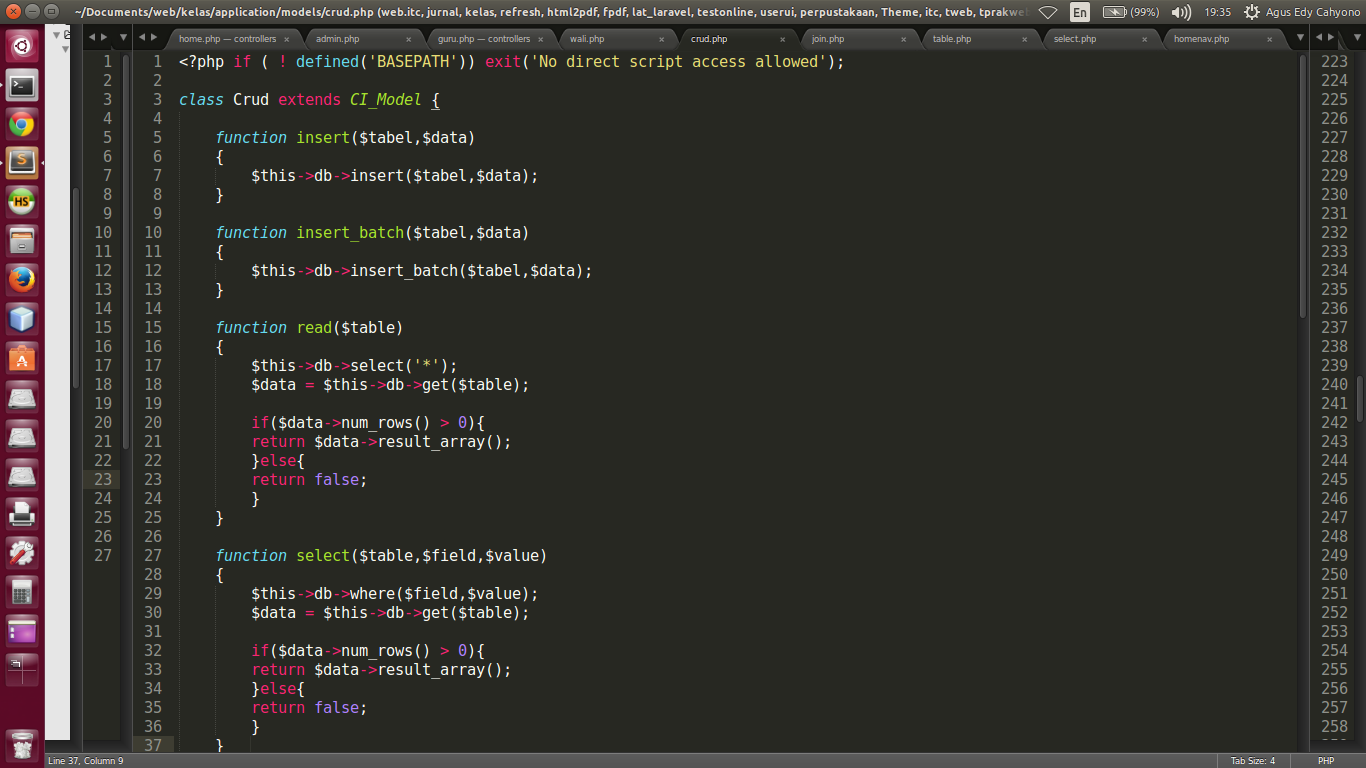 ~/Documents/web/kelas/application/models/crud.php (web.itc, jurnal, kelas, refresh, html2pdf, fpdf, lat_laravel, testontine, userui, perpustakaan, Theme, itc, tweb, tprakwe
En (99%) 19:35 Agus Edy Cahyono
home.php — controllers × admin.php × guru.php — controllers × wali.php × crud.php × join.php × table.php × select.php × homenav.php ×
1 1 <?php if ( ! defined('BASEPATH')) exit('No direct script access allowed'); 223
2 2 224
3 3 class Crud extends CI_Model { 225
4 4 226
5 5 function insert($tabel,$data) 227
6 6 { 228
7 7 $this->db->insert($tabel,$data); 229
8 8 } 230
9 9 231
10 10 function insert_batch($tabel,$data) 232
11 11 { 233
12 12 $this->db->insert_batch($tabel,$data); 234
13 13 } 235
14 14 236
15 15 function read($table) 237
16 16 { 238
17 17 $this->db->select('*'); 239
18 18 $data = $this->db->get($table); 240
19 19 241
20 20 if($data->num_rows() > 0){ 242
21 21 return $data->result_array(); 243
22 22 }else{ 244
23 23 return false; 245
24 24 } 246
25 25 } 247
26 26 248
27 27 function select($table,$field,$value) 249
28 { 250
29 $this->db->where($field,$value); 251
30 $data = $this->db->get($table); 252
31 253
32 if($data->num_rows() > 0){ 254
33 return $data->result_array(); 255
34 }else{ 256
35 return false; 257
36 } 258
37 }
Line 37, Column 9 Tab Size: 4 PHP